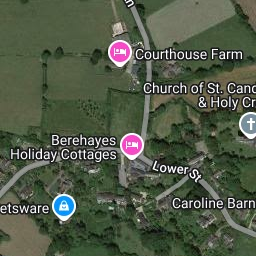 Courthouse Farm
Church of St. Cand
& Holy Cr
Berehayes
Holiday Cottages
Lower St
etsware
Caroline Barn